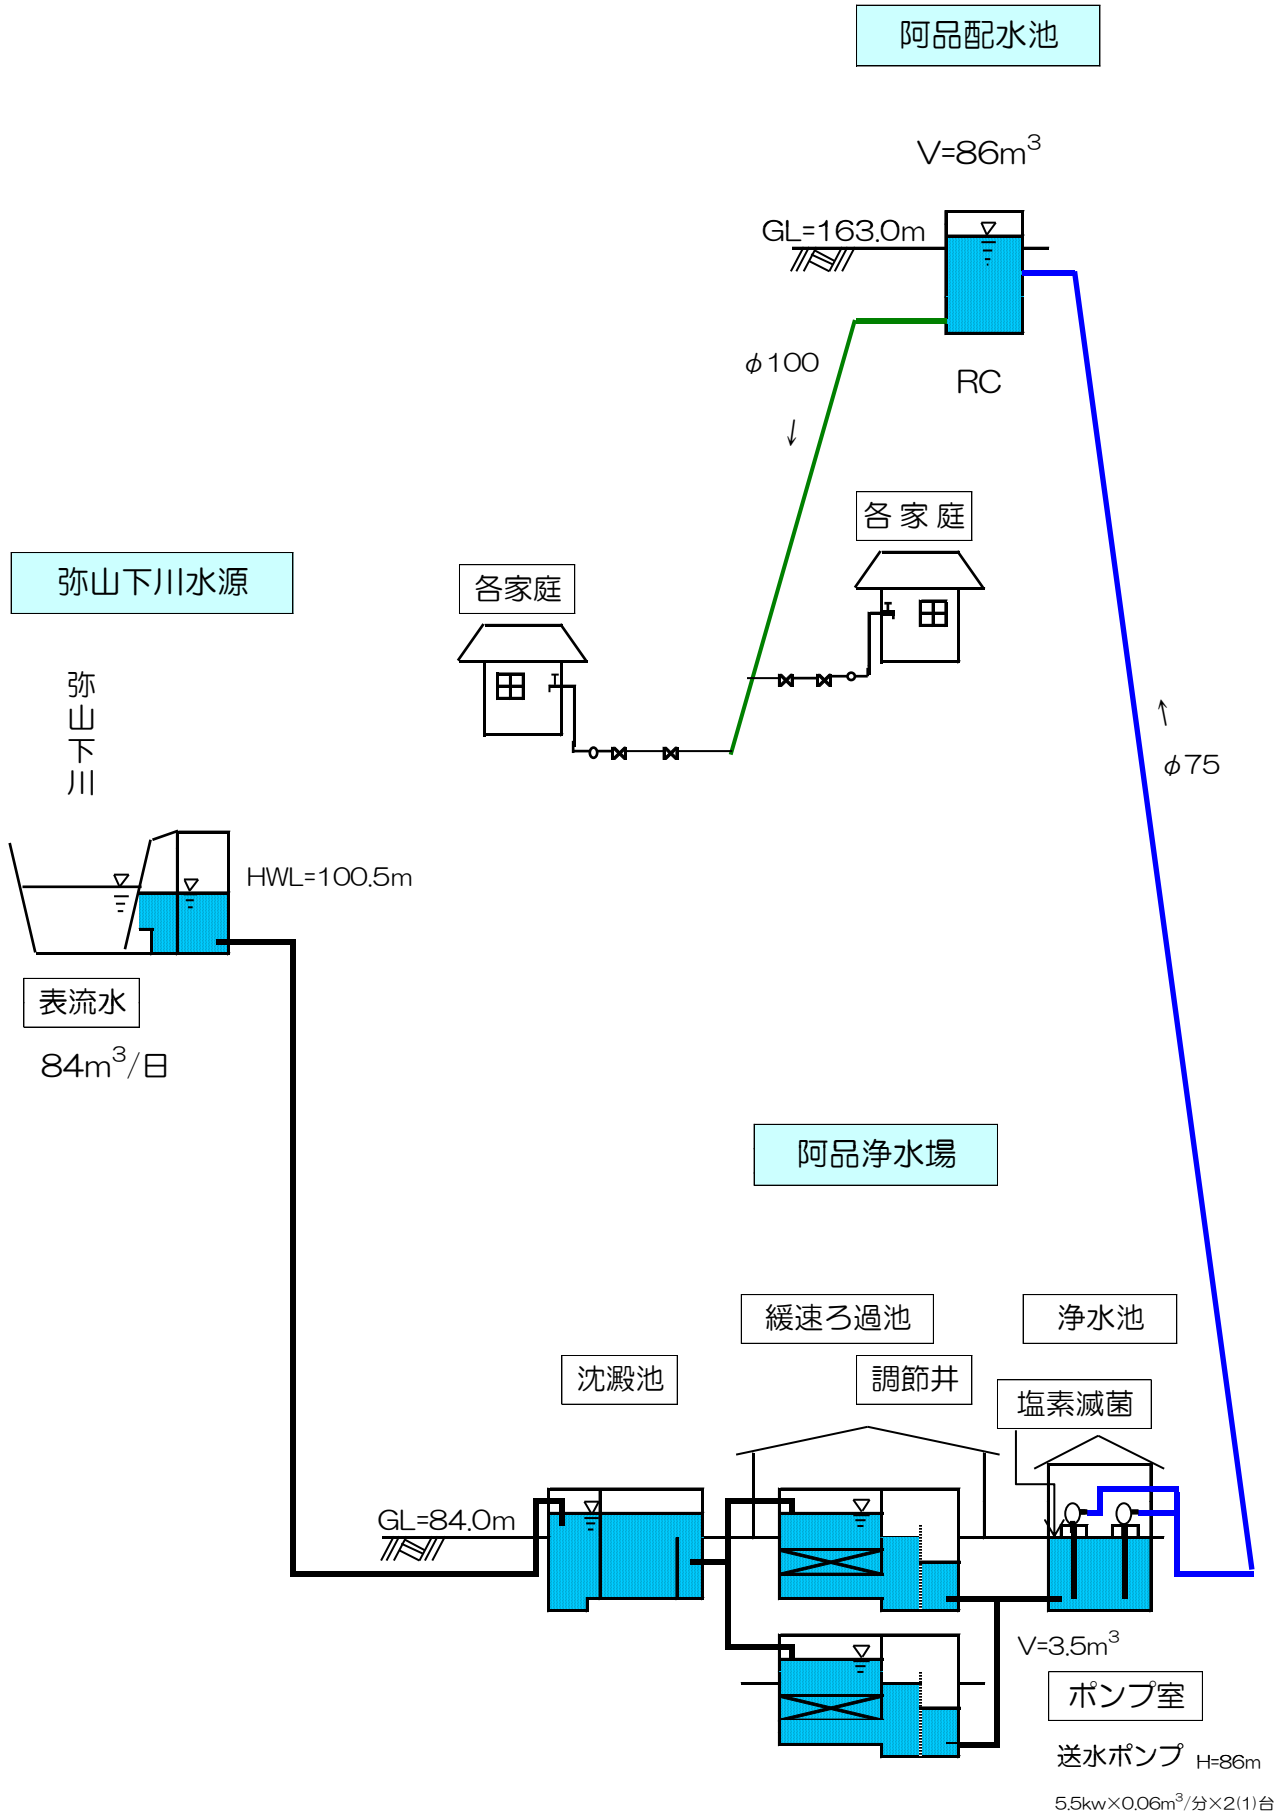 阿品配水池
V=86m³
GL=163.0m
φ100
RC
↓
各家庭
各家庭
弥山下川水源
弥山下川
↑
φ75
HWL=100.5m
表流水
84m³/日
阿品浄水場
緩速ろ過池
浄水池
沈澱池
調節井
塩素滅菌
GL=84.0m
V=3.5m³
ポンプ室
送水ポンプ H=86m
5.5kw×0.06m³/分×2(1)台